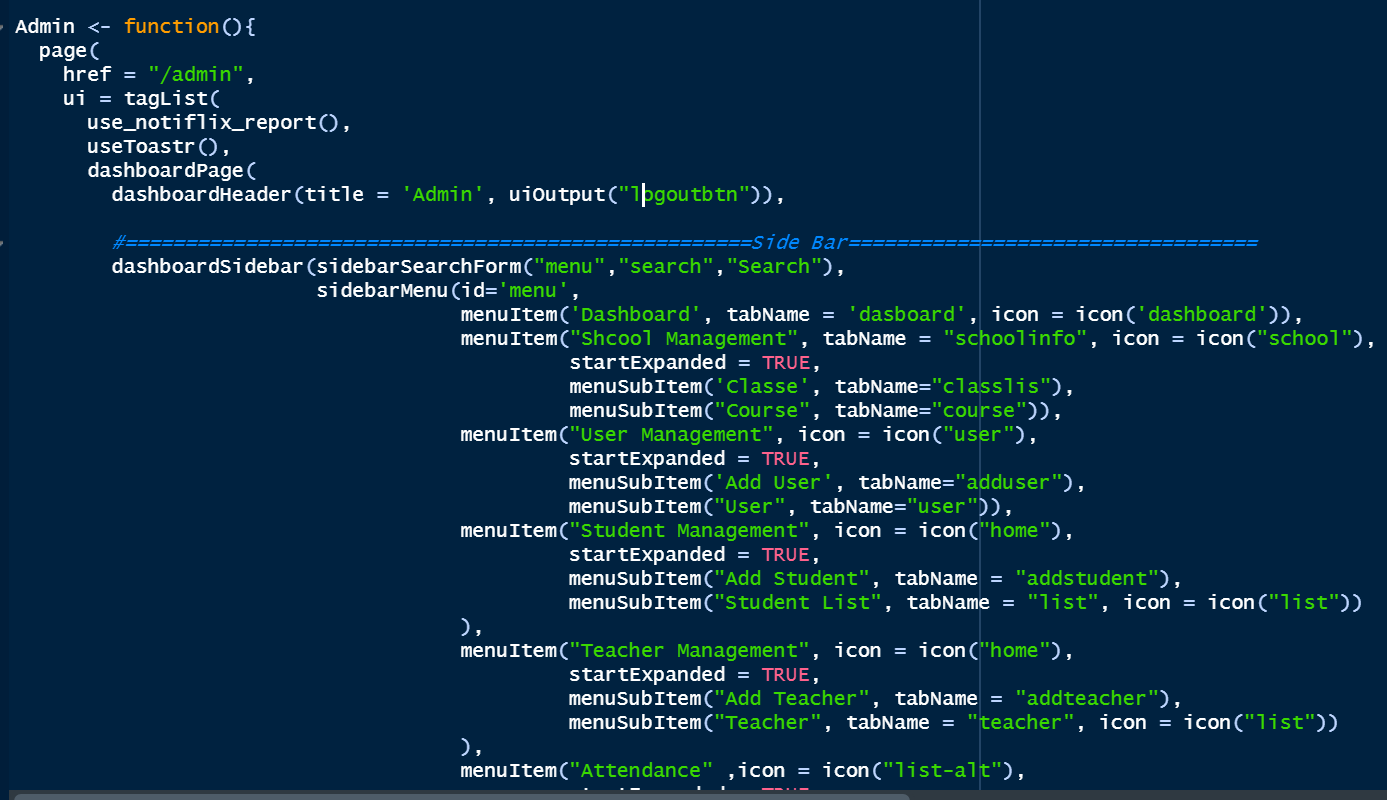 Admin <- function(){
page(
href = "/admin",
ui = tagList(
use_notiflix_report(),
useToastr(),
dashboardPage(
dashboardHeader(title = 'Admin', uiOutput("logoutbtn")),
#====================================================Side Bar==================================
dashboardSidebar(sidebarSearchForm("menu","search","Search"),
sidebarMenu(id='menu',
menuItem('Dashboard', tabName = 'dasboard', icon = icon('dashboard')),
menuItem("Shcool Management", tabName = "schoolinfo", icon = icon("school"),
startExpanded = TRUE,
menuSubItem('Classe', tabName="classlis"),
menuSubItem("Course", tabName="course")),
menuItem("User Management", icon = icon("user"),
startExpanded = TRUE,
menuSubItem('Add User', tabName="adduser"),
menuSubItem("User", tabName="user")),
menuItem("Student Management", icon = icon("home"),
startExpanded = TRUE,
menuSubItem("Add Student", tabName = "addstudent"),
menuSubItem("Student List", tabName = "list", icon = icon("list"))
),
menuItem("Teacher Management", icon = icon("home"),
startExpanded = TRUE,
menuSubItem("Add Teacher", tabName = "addteacher"),
menuSubItem("Teacher", tabName = "teacher", icon = icon("list"))
),
menuItem("Attendance" ,icon = icon("list-alt"),